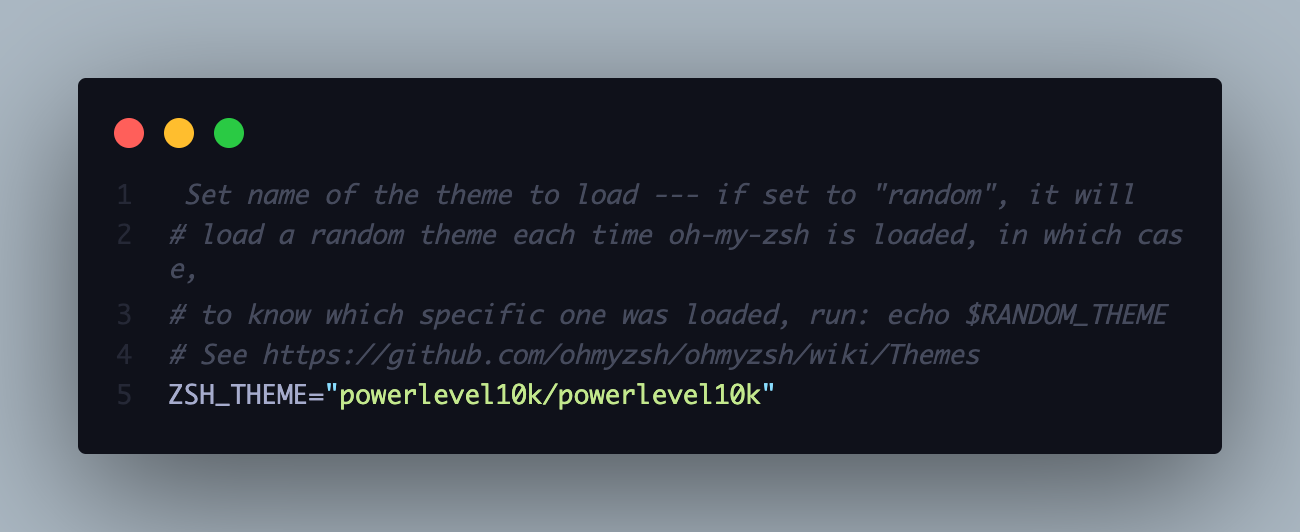 1 Set name of the theme to load --- if set to "random", it will
2 # load a random theme each time oh-my-zsh is loaded, in which cas
e,
3 # to know which specific one was loaded, run: echo $RANDOM_THEME
4 # See https://github.com/ohmyzsh/ohmyzsh/wiki/Themes
5 ZSH_THEME="powerlevel10k/powerlevel10k"